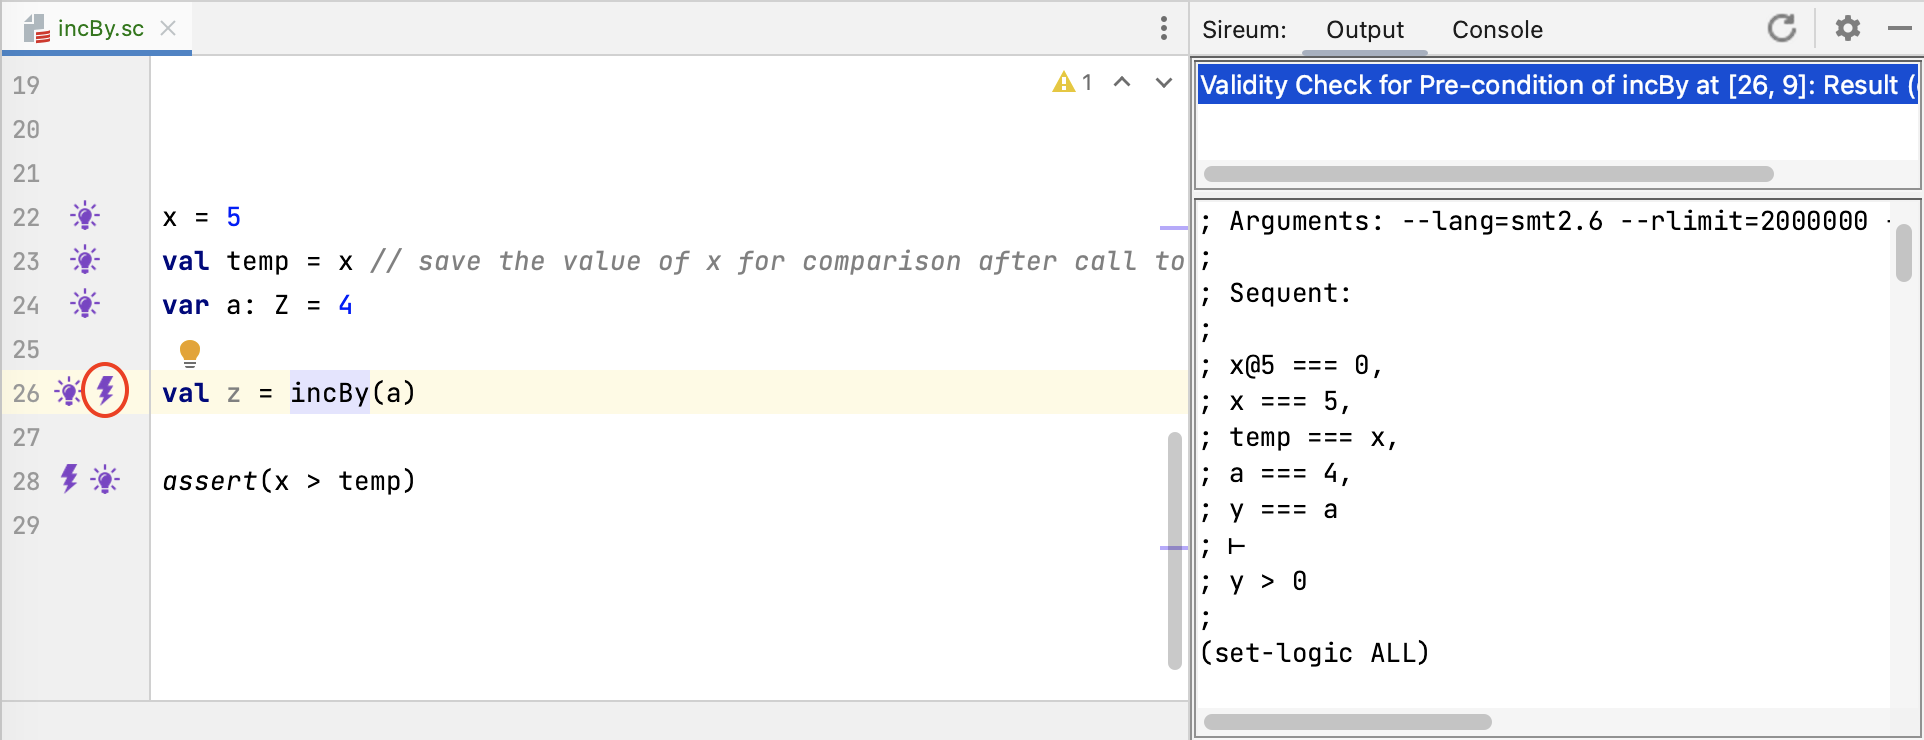 incBy.sc
Sireum: Output Console
1
19
20
21
22 x = 5
23 val temp = x // save the value of x for comparison after call to
24 var a: Z = 4
25
26 val z = incBy(a)
27
28 assert(x > temp)
29
Validity Check for Pre-condition of incBy at [26, 9]: Result (
; Arguments: --lang=smt2.6 --rlimit=2000000 -
;
; Sequent:
;
; x@5 === 0,
; x === 5,
; temp === x,
; a === 4,
; y === a
; ⊢
; y > 0
;
(set-logic ALL)